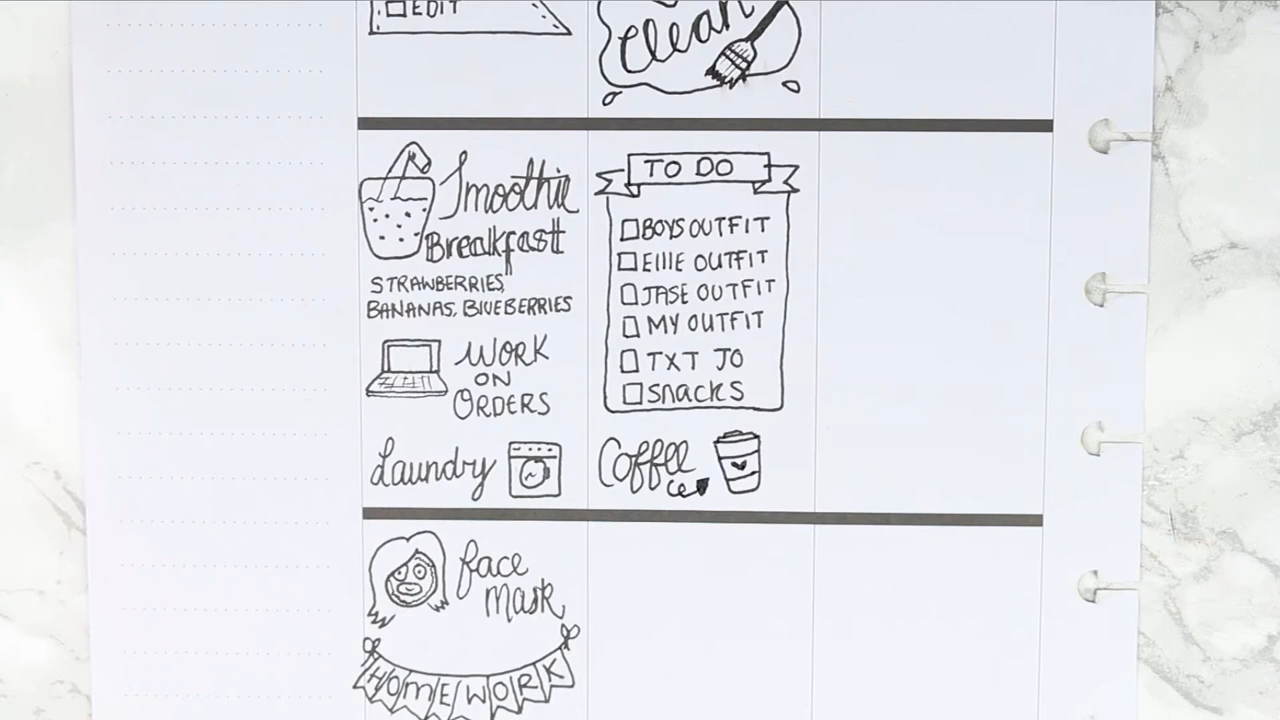 EDIT
Clean
Smoothie
Breakfast
STRAWBERRIES,
BANANAS, BLUEBERRIES
WORK
ON
ORDERS
Laundry
TO DO
BOYS OUTFIT
EllIE OUTFIT
JASE OUTFIT
MY OUTFIT
TXT JO
snacks
Coffee
face
mask
HOMEWORK